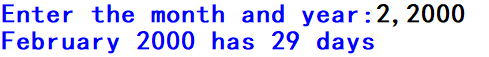 Enter the month and year:2,2000
February 2000 has 29 days